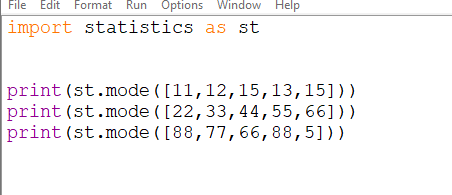 File Edit Format Run Options Window Help
import statistics as st
print(st.mode([11,12,15,13,15]))
print(st.mode([22,33,44,55,66]))
print(st.mode([88,77,66,88,5]))